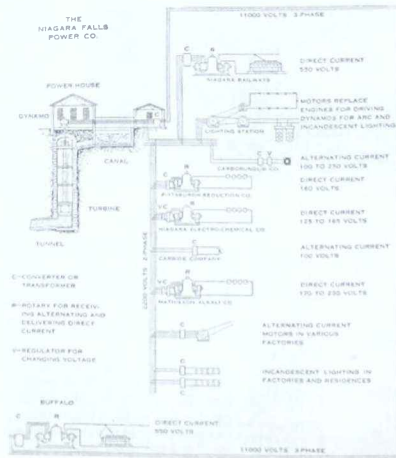 THE
NIAGARA FALLS
POWER CO.
11000 VOLTS 3-PHASE
C
R
DIRECT CURRENT
550 VOLTS
NIAGARA RAILWAYS
POWER HOUSE
DYNAMO
MOTORS REPLACE
ENGINES FOR DRIVING
DYNAMOS FOR ARC AND
INCANDESCENT LIGHTING
LIGHTING STATION
CANAL
C V
ALTERNATING CURRENT
100 TO 250 VOLTS
CARBORUNDUM CO.
R
C
DIRECT CURRENT
160 VOLTS
PITTSBURGH REDUCTION CO.
TURBINE
R
V-C
DIRECT CURRENT
125 TO 165 VOLTS
NIAGARA ELECTRO-CHEMICAL CO.
TUNNEL
C
ALTERNATING CURRENT
100 VOLTS
CARBIDE COMPANY
2200 VOLTS 2-PHASE
C-CONVERTER OR
TRANSFORMER
R
V-C
DIRECT CURRENT
170 TO 230 VOLTS
MATHIESON ALKALI CO.
R-ROTARY FOR RECEIV-
ING ALTERNATING AND
DELIVERING DIRECT
CURRENT
C
ALTERNATING CURRENT
MOTORS IN VARIOUS
FACTORIES
V-REGULATOR FOR
CHANGING VOLTAGE
C
INCANDESCENT LIGHTING IN
FACTORIES AND RESIDENCES
C
BUFFALO
C
R
DIRECT CURRENT
550 VOLTS
11000 VOLTS 3-PHASE